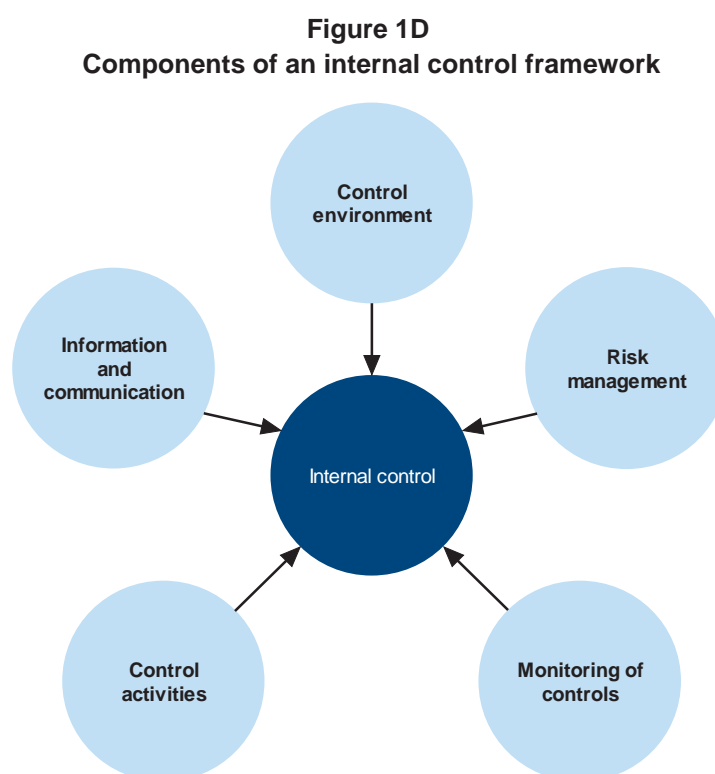 Figure 1D
Components of an internal control framework
Control
environment
Information
and
communication
Risk
management
Internal control
Control
activities
Monitoring of
controls